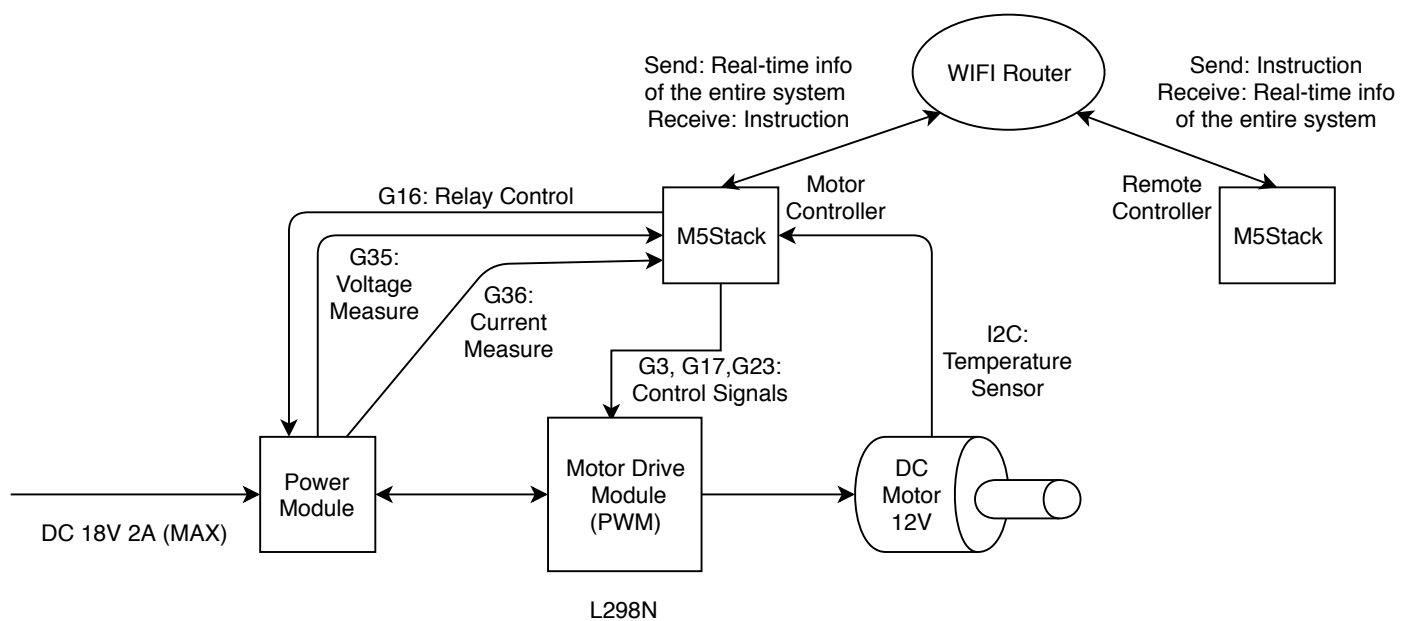 WIFI Router
Send: Real-time info
of the entire system
Receive: Instruction
Send: Instruction
Receive: Real-time info
of the entire system
G16: Relay Control
Motor
Controller
Remote
Controller
M5Stack
M5Stack
G35:
Voltage
Measure
G36:
Current
Measure
I2C:
Temperature
Sensor
G3, G17,G23:
Control Signals
Power
Module
Motor Drive
Module
(PWM)
DC
Motor
12V
DC 18V 2A (MAX)
L298N